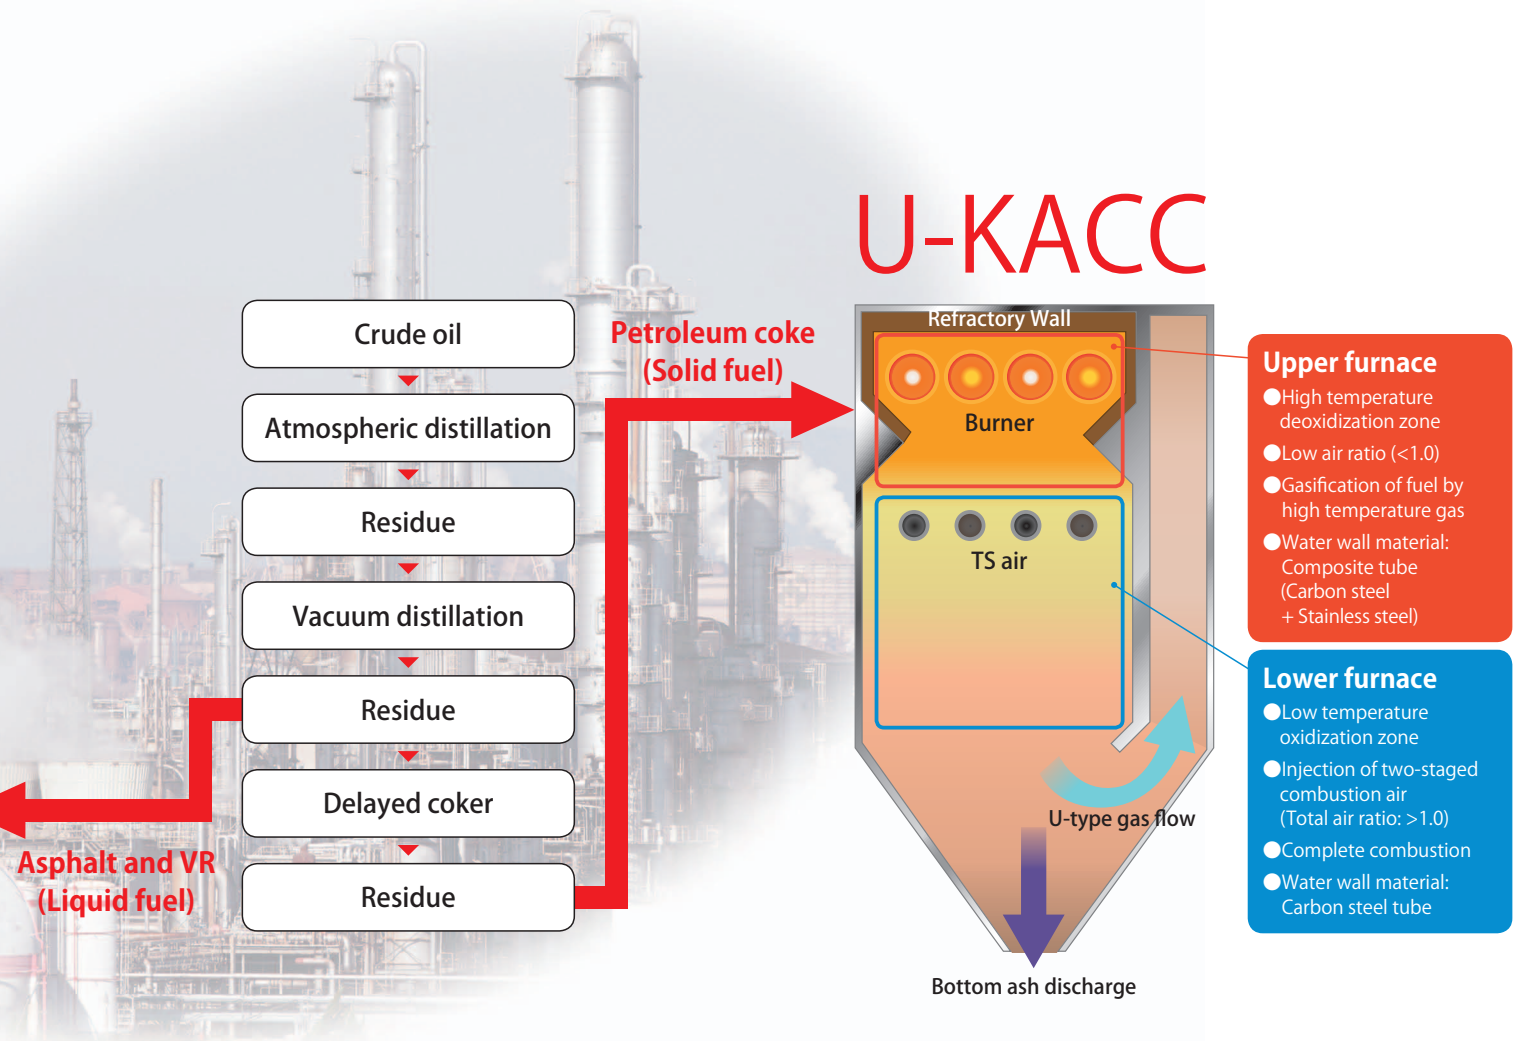 U-KACC
Crude oil
Atmospheric distillation
Residue
Vacuum distillation
Residue
Delayed coker
Residue
Asphalt and VR
(Liquid fuel)
Petroleum coke
(Solid fuel)
Refractory Wall
Burner
TS air
U-type gas flow
Bottom ash discharge
Upper furnace
●High temperature
deoxidization zone
●Low air ratio (<1.0)
●Gasification of fuel by
high temperature gas
●Water wall material:
Composite tube
(Carbon steel
+ Stainless steel)
Lower furnace
●Low temperature
oxidization zone
●Injection of two-staged
combustion air
(Total air ratio: >1.0)
●Complete combustion
●Water wall material:
Carbon steel tube